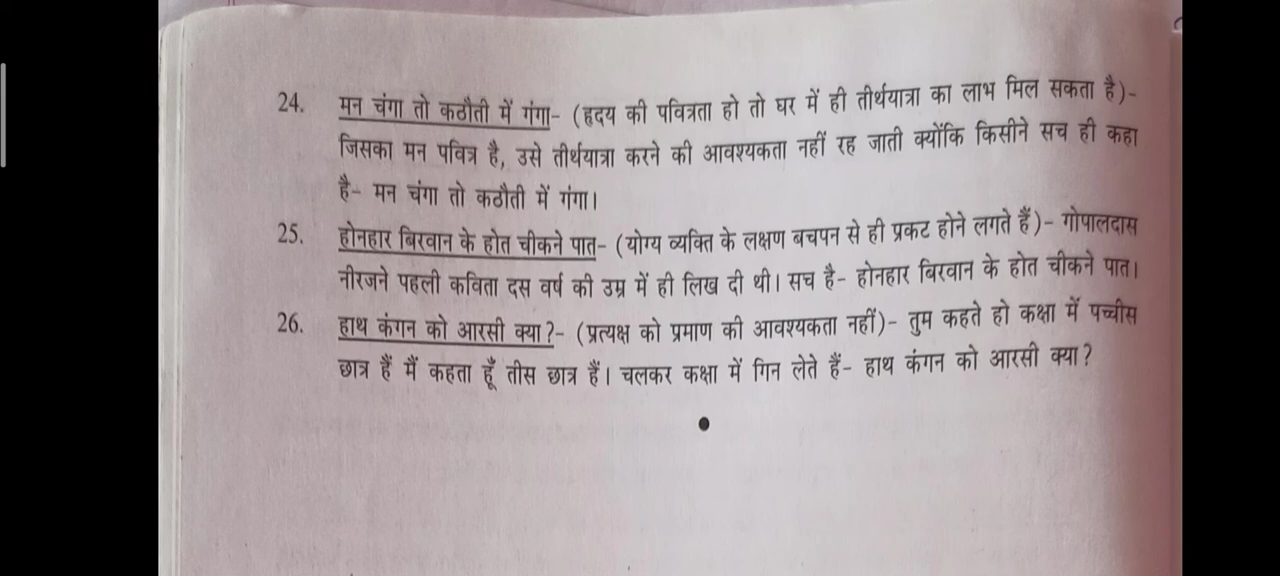 24. मन चंगा तो कठौती में गंगा- (हृदय की पवित्रता हो तो घर में ही तीर्थयात्रा का लाभ मिल सकता है)-
जिसका मन पवित्र है, उसे तीर्थयात्रा करने की आवश्यकता नहीं रह जाती क्योंकि किसीने सच ही कहा
है- मन चंगा तो कठौती में गंगा।
25. होनहार बिरवान के होत चीकने पात- (योग्य व्यक्ति के लक्षण बचपन से ही प्रकट होने लगते हैं)- गोपालदास
नीरजने पहली कविता दस वर्ष की उम्र में ही लिख दी थी। सच है- होनहार बिरवान के होत चीकने पात।
26. हाथ कंगन को आरसी क्या?- (प्रत्यक्ष को प्रमाण की आवश्यकता नहीं)- तुम कहते हो कक्षा में पच्चीस
छात्र हैं मैं कहता हूँ तीस छात्र हैं। चलकर कक्षा में गिन लेते हैं- हाथ कंगन को आरसी क्या?